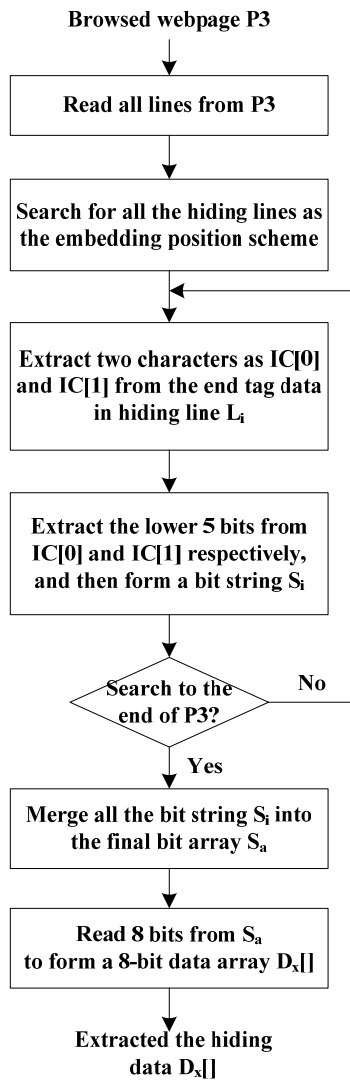 Browsed webpage P3
Read all lines from P3
Search for all the hiding lines as
the embedding position scheme
Extract two characters as IC[0]
and IC[1] from the end tag data
in hiding line Li
Extract the lower 5 bits from
IC[0] and IC[1] respectively,
and then form a bit string Si
Search to the
end of P3?
No
Yes
Merge all the bit string Si into
the final bit array Sa
Read 8 bits from Sa
to form a 8-bit data array Dx[]
Extracted the hiding
data Dx[]